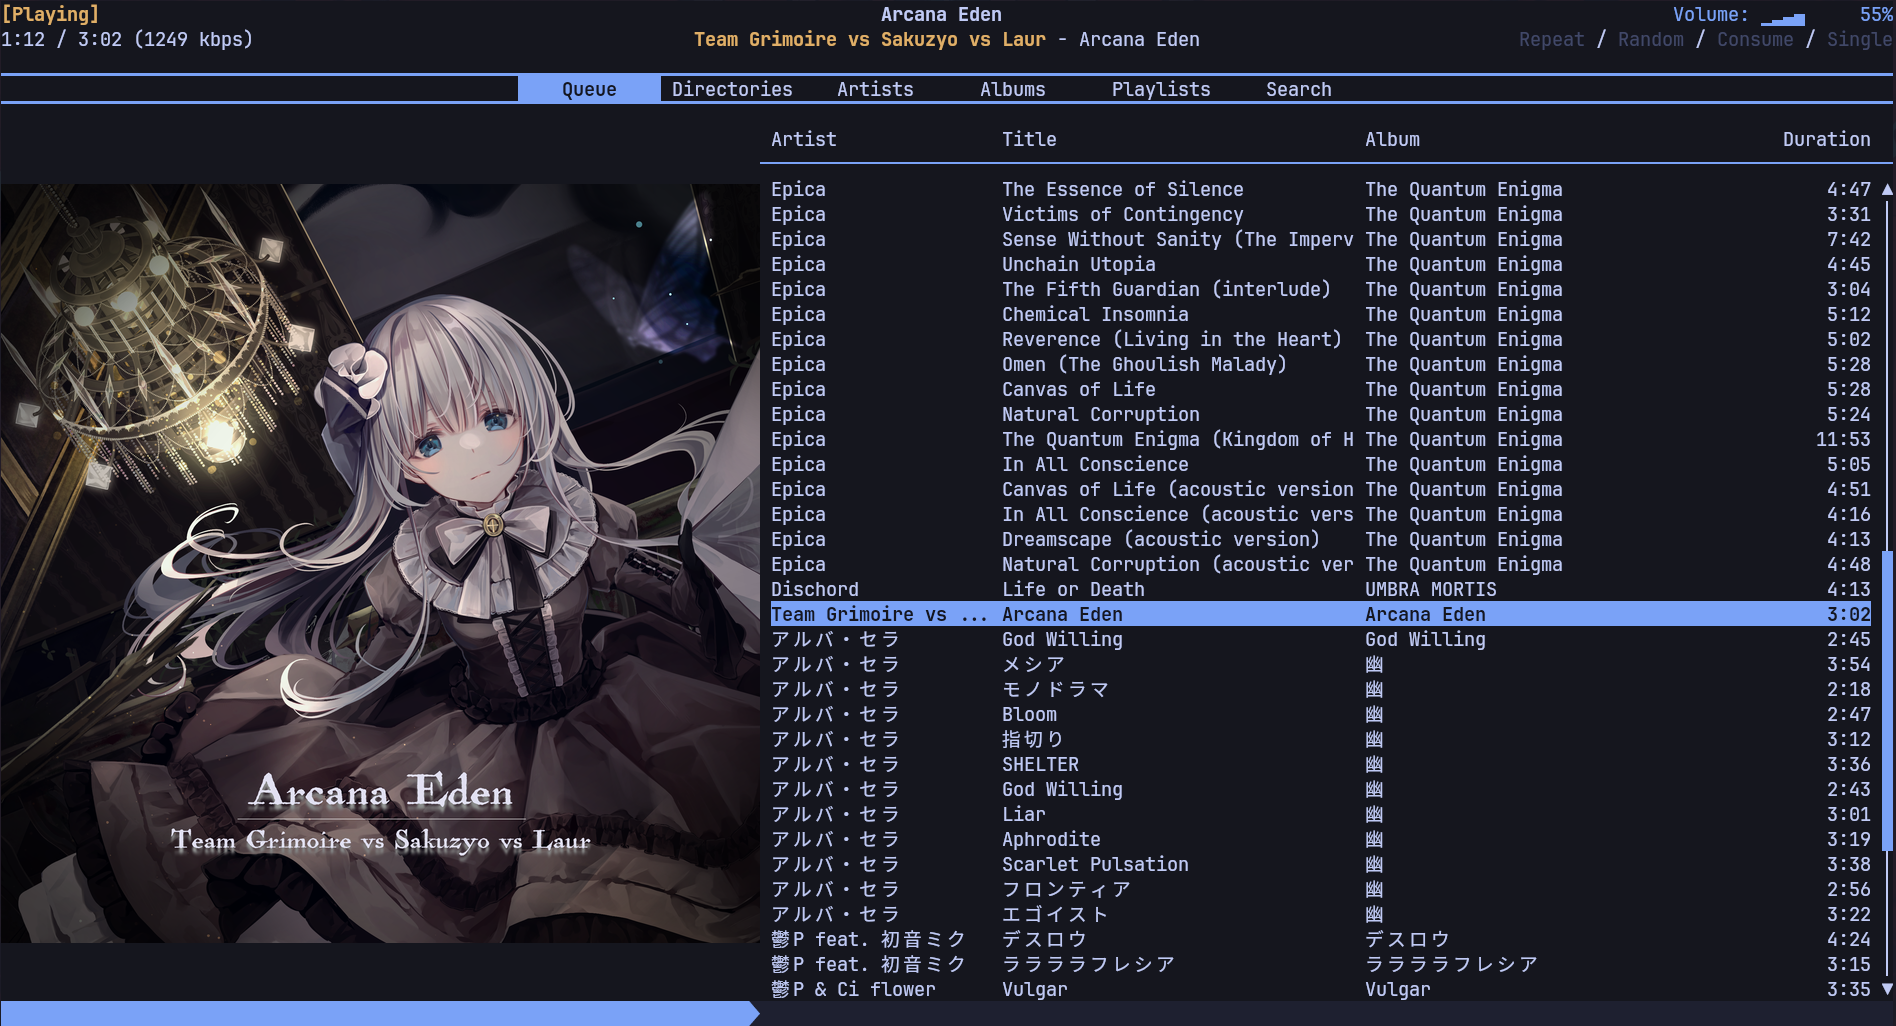 [Playing] Arcana Eden Volume: 55%
1:12 / 3:02 (1249 kbps) Team Grimoire vs Sakuzyo vs Laur - Arcana Eden Repeat / Random / Consume / Single
Queue Directories Artists Albums Playlists Search
Artist Title Album Duration
Epica The Essence of Silence The Quantum Enigma 4:47
Epica Victims of Contingency The Quantum Enigma 3:31
Epica Sense Without Sanity (The Imperv The Quantum Enigma 7:42
Epica Unchain Utopia The Quantum Enigma 4:45
Epica The Fifth Guardian (interlude) The Quantum Enigma 3:04
Epica Chemical Insomnia The Quantum Enigma 5:12
Epica Reverence (Living in the Heart) The Quantum Enigma 5:02
Epica Omen (The Ghoulish Malady) The Quantum Enigma 5:28
Epica Canvas of Life The Quantum Enigma 5:28
Epica Natural Corruption The Quantum Enigma 5:24
Epica The Quantum Enigma (Kingdom of H The Quantum Enigma 11:53
Epica In All Conscience The Quantum Enigma 5:05
Epica Canvas of Life (acoustic version The Quantum Enigma 4:51
Epica In All Conscience (acoustic vers The Quantum Enigma 4:16
Epica Dreamscape (acoustic version) The Quantum Enigma 4:13
Epica Natural Corruption (acoustic ver The Quantum Enigma 4:48
Dischord Life or Death UMBRA MORTIS 4:13
Team Grimoire vs ... Arcana Eden Arcana Eden 3:02
アルバ・セラ God Willing God Willing 2:45
アルバ・セラ メシア 幽 3:54
アルバ・セラ モノドラマ 幽 2:18
アルバ・セラ Bloom 幽 2:47
アルバ・セラ 指切り 幽 3:12
アルバ・セラ SHELTER 幽 3:36
アルバ・セラ God Willing 幽 2:43
アルバ・セラ Liar 幽 3:01
アルバ・セラ Aphrodite 幽 3:19
アルバ・セラ Scarlet Pulsation 幽 3:38
アルバ・セラ フロンティア 幽 2:56
アルバ・セラ エゴイスト 幽 3:22
鬱P feat. 初音ミク デスロウ デスロウ 4:24
鬱P feat. 初音ミク ララララフレシア ララララフレシア 3:15
鬱P & Ci flower Vulgar Vulgar 3:35
Arcana Eden
Team Grimoire vs Sakuzyo vs Laur